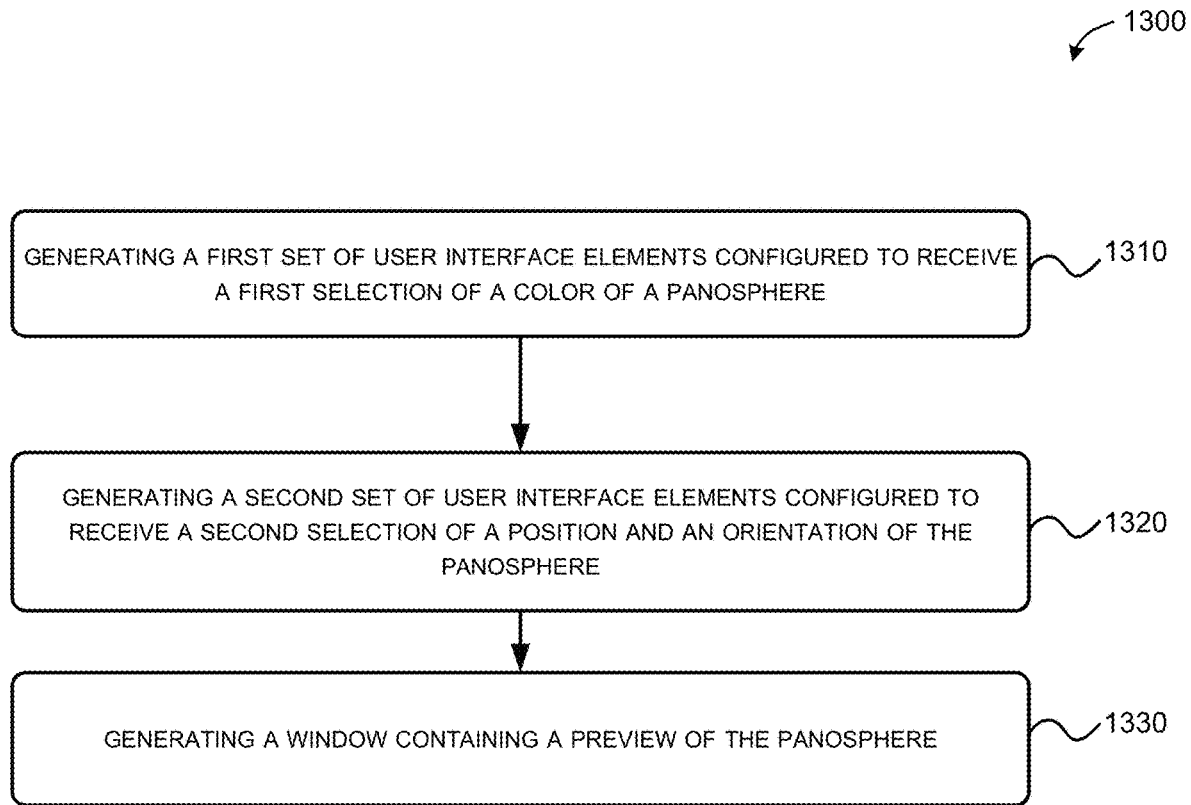 1300
GENERATING A FIRST SET OF USER INTERFACE ELEMENTS CONFIGURED TO RECEIVE
A FIRST SELECTION OF A COLOR OF A PANOSPHERE
1310
GENERATING A SECOND SET OF USER INTERFACE ELEMENTS CONFIGURED TO
RECEIVE A SECOND SELECTION OF A POSITION AND AN ORIENTATION OF THE
PANOSPHERE
1320
GENERATING A WINDOW CONTAINING A PREVIEW OF THE PANOSPHERE
1330